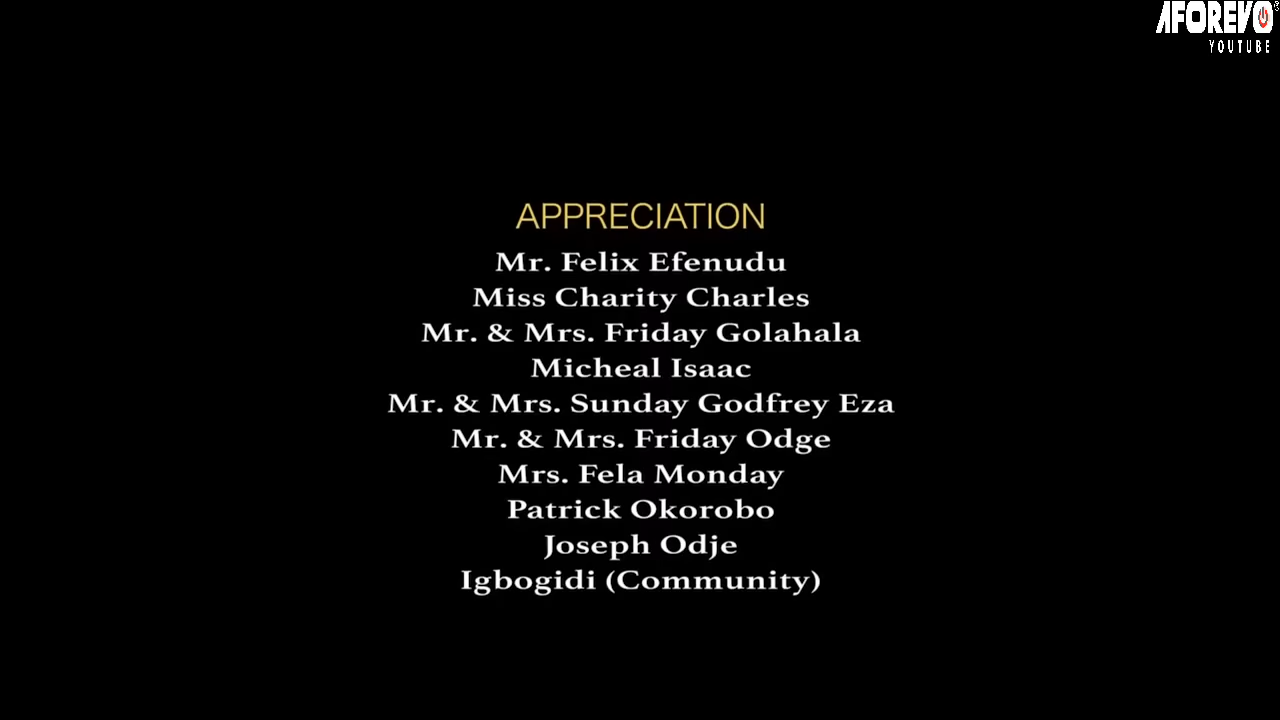 AFOREVO
YOUTUBE
APPRECIATION
Mr. Felix Efenudu
Miss Charity Charles
Mr. & Mrs. Friday Golahala
Micheal Isaac
Mr. & Mrs. Sunday Godfrey Eza
Mr. & Mrs. Friday Odge
Mrs. Fela Monday
Patrick Okorobo
Joseph Odje
Igbogidi (Community)